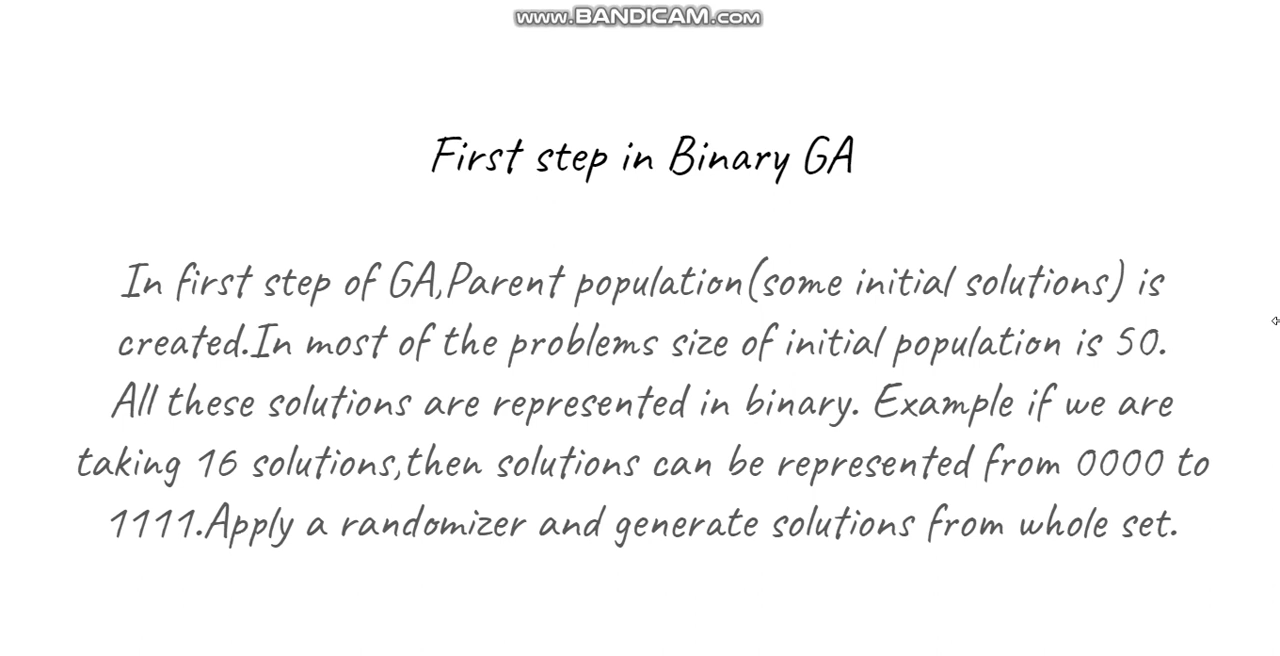 www.BANDICAM.com
First step in Binary GA
In first step of GA,Parent population(some initial solutions) is
created.In most of the problems size of initial population is 50.
All these solutions are represented in binary. Example if we are
taking 16 solutions,then solutions can be represented from 0000 to
1111.Apply a randomizer and generate solutions from whole set.